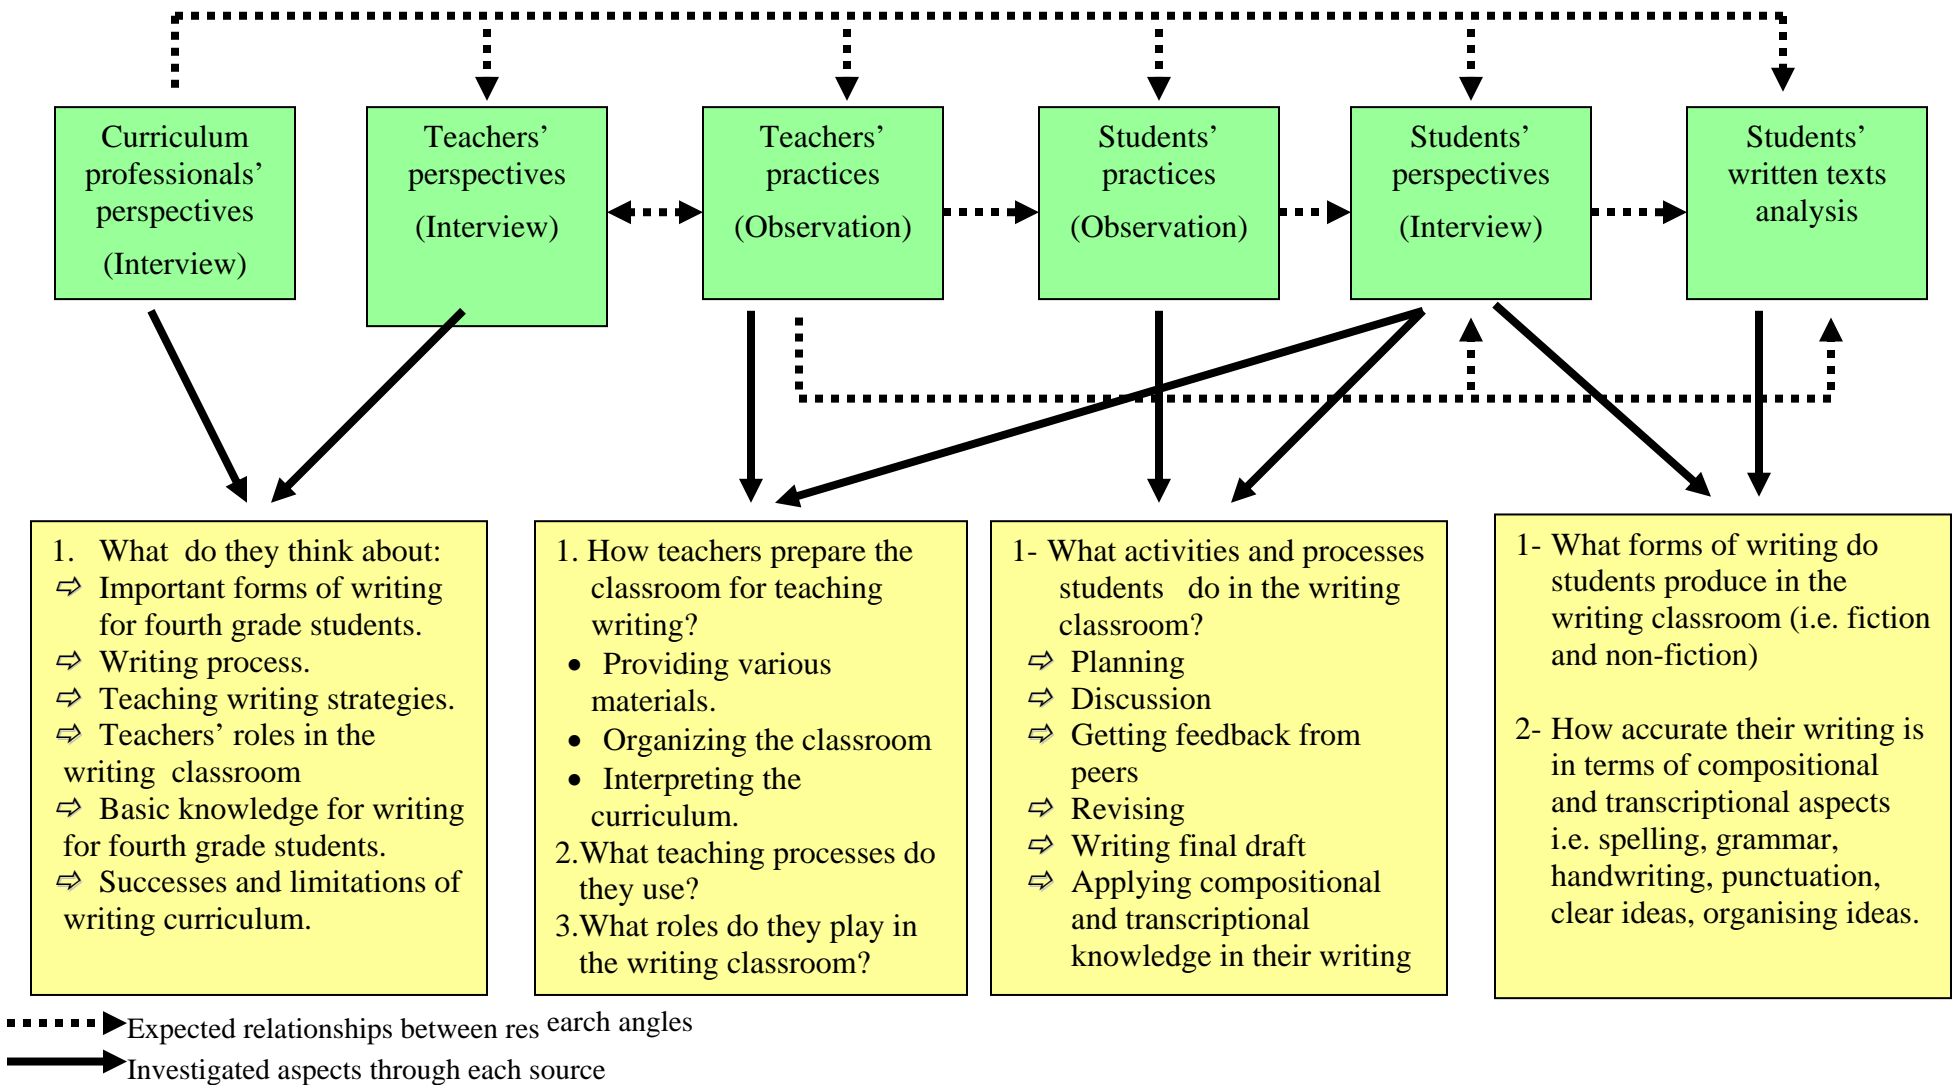 Curriculum
professionals’
perspectives
(Interview)
Teachers’
perspectives
(Interview)
Teachers’
practices
(Observation)
Students’
practices
(Observation)
Students’
perspectives
(Interview)
Students’
written texts
analysis
1. What do they think about:
⇨ Important forms of writing
for fourth grade students.
⇨ Writing process.
⇨ Teaching writing strategies.
⇨ Teachers’ roles in the
writing classroom
⇨ Basic knowledge for writing
for fourth grade students.
⇨ Successes and limitations of
writing curriculum.
1. How teachers prepare the
classroom for teaching
writing?
• Providing various
materials.
• Organizing the classroom
• Interpreting the
curriculum.
2.What teaching processes do
they use?
3.What roles do they play in
the writing classroom?
1- What activities and processes
students do in the writing
classroom?
⇨ Planning
⇨ Discussion
⇨ Getting feedback from
peers
⇨ Revising
⇨ Writing final draft
⇨ Applying compositional
and transcriptional
knowledge in their writing
1- What forms of writing do
students produce in the
writing classroom (i.e. fiction
and non-fiction)
2- How accurate their writing is
in terms of compositional
and transcriptional aspects
i.e. spelling, grammar,
handwriting, punctuation,
clear ideas, organising ideas.
Expected relationships between res earch angles
Investigated aspects through each source